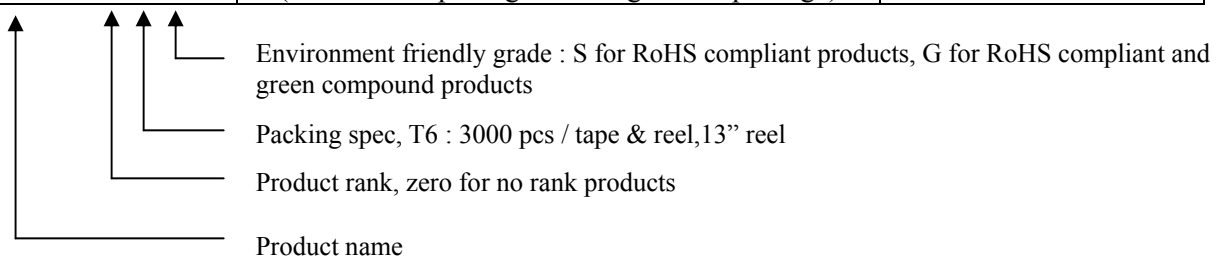 Environment friendly grade : S for RoHS compliant products, G for RoHS compliant and
green compound products
Packing spec, T6 : 3000 pcs / tape & reel,13” reel
Product rank, zero for no rank products
Product name